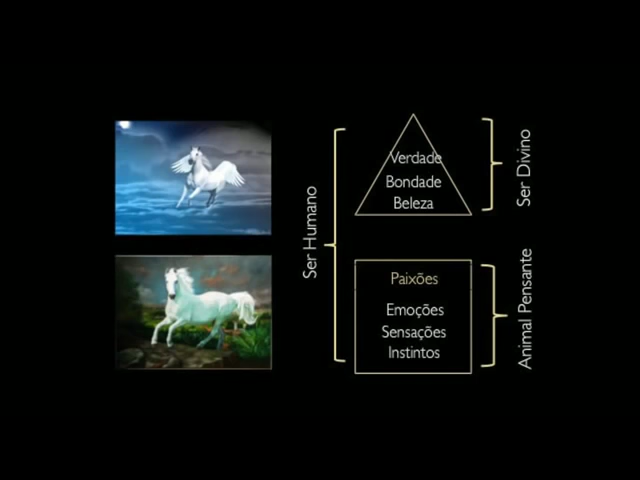 Ser Humano
Verdade
Bondade
Beleza
Ser Divino
Paixões
Emoções
Sensações
Instintos
Animal Pensante